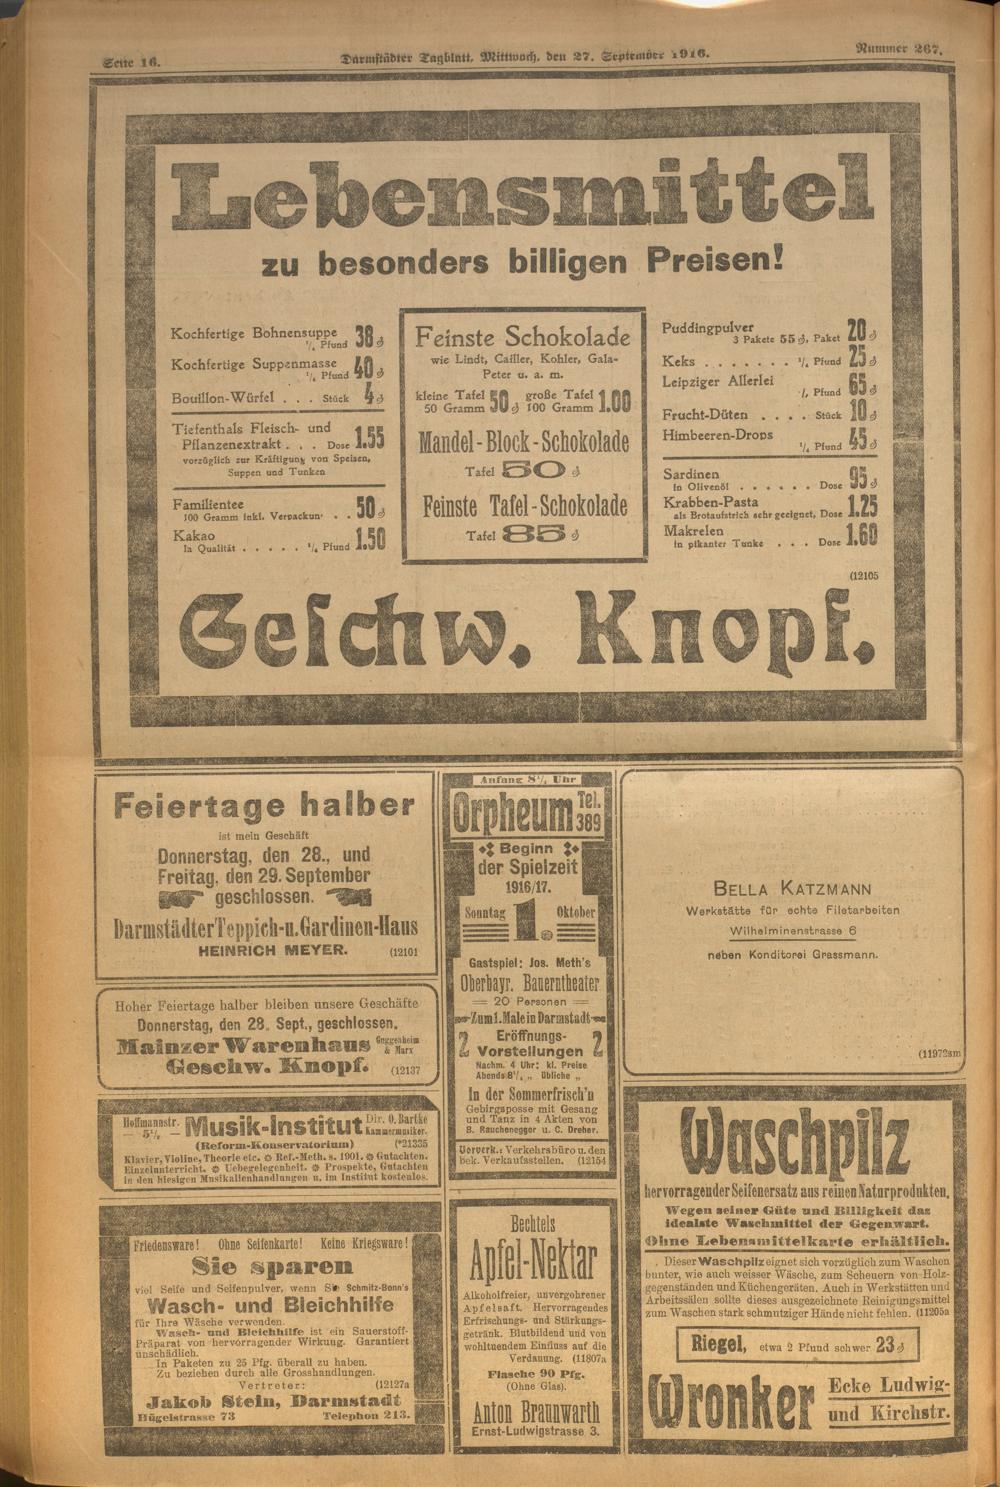 Seite 16.
Darmstädter Tagblatt, Mittwoch, den 27. September 1916.
Nummer 267.
Lebensmittel
zu besonders billigen Preisen!
Kochfertige Bohnensuppe
¼ Pfund 38 ₰
Kochfertige Suppenmasse
¼ Pfund 40 ₰
Bouillon-Würfel . . . Stück 4 ₰
Tiefenthals Fleisch- und
Pflanzenextrakt . . . Dose 1.55
vorzüglich zur Kräftigung von Speisen,
Suppen und Tunken
Familientee
100 Gramm inkl. Verpackung . . 50 ₰
Kakao
la Qualität . . . . . ¼ Pfund 1.50
Feinste Schokolade
wie Lindt, Cailler, Kohler, Gala-
Peter u. a. m.
kleine Tafel 50 ₰ große Tafel 1.00
50 Gramm 100 Gramm
Mandel-Block-Schokolade
Tafel 50 ₰
Feinste Tafel-Schokolade
Tafel 85 ₰
Puddingpulver
3 Pakete 55 ₰, Paket 20 ₰
Keks . . . . . . . ¼ Pfund 25 ₰
Leipziger Allerlei
Pfund 65 ₰
Frucht-Düten . . . . Stück 10 ₰
Himbeeren-Drops
¼ Pfund 45 ₰
Sardinen
in Olivenöl . . . . . . Dose 95 ₰
Krabben-Pasta
als Brotaufstrich sehr geeignet, Dose 1.25
Makrelen
in pikanter Tunke . . . Dose 1.60
(12105
Geschw. Knopf.
Feiertage halber
ist mein Geschäft
Donnerstag, den 28., und
Freitag, den 29. September
geschlossen.
Darmstädter Teppich- u. Gardinen-Haus
HEINRICH MEYER.
(12101
Hoher Feiertage halber bleiben unsere Geschäfte
Donnerstag, den 28. Sept., geschlossen.
Mainzer Warenhaus Guggenheim
& Marx
Geschw. Knopf.
(12137
Hoffmannstr.
— 5½ —
Musik-Institut
Dir. O. Bartke
Kammermusiker.
(Reform-Konservatorium)
(*21335
Klavier, Violine, Theorie etc. ❁ Ref.-Meth. s. 1901. ❁ Gutachten.
Einzelunterricht. ❁ Uebegelegenheit. ❁ Prospekte, Gutachten
in den hiesigen Musikalienhandlungen u. im Institut kostenlos.
Friedensware! Ohne Seifenkarte! Keine Kriegsware!
Sie sparen
viel Seife und Seifenpulver, wenn Sie Schmitz-Bonn's
Wasch- und Bleichhilfe
für Ihre Wäsche verwenden.
Wasch- und Bleichhilfe ist ein Sauerstoff-
Präparat von hervorragender Wirkung. Garantiert
unschädlich.
In Paketen zu 25 Pfg. überall zu haben.
Zu beziehen durch alle Grosshandlungen.
Vertreter:
(12127a
Jakob Stein, Darmstadt
Hügelstrasse 73
Telephon 213.
Anfang 8¼ Uhr
Orpheum Tel.
389
Beginn
der Spielzeit
1916/17.
Sonntag 1. Oktober
Gastspiel: Jos. Meth's
Oberbayr. Bauerntheater
20 Personen
Zum 1. Male in Darmstadt
2 Eröffnungs- 2
Vorstellungen
Nachm. 4 Uhr: kl. Preise
Abends 8¼ „ übliche „
In der Sommerfrisch'n
Gebirgsposse mit Gesang
und Tanz in 4 Akten von
B. Rauchenegger u. C. Dreher.
Vorverk.: Verkehrsbüro u. den
bek. Verkaufsstellen. (12154
Bechtels
Apfel-Nektar
Alkoholfreier, unvergohrener
Apfelsaft. Hervorragendes
Erfrischungs- und Stärkungs-
getränk. Blutbildend und von
wohltuendem Einfluss auf die
Verdauung. (11807a
Flasche 90 Pfg.
(Ohne Glas).
Anton Braunwarth
Ernst-Ludwigstrasse 3.
BELLA KATZMANN
Werkstätte für echte Filetarbeiten
Wilhelminenstrasse 6
neben Konditorei Grassmann.
(11972sm
Waschpilz
hervorragender Seifenersatz aus reinen Naturprodukten.
Wegen seiner Güte und Billigkeit das
idealste Waschmittel der Gegenwart.
Ohne Lebensmittelkarte erhältlich.
Dieser Waschpilz eignet sich vorzüglich zum Waschen
bunter, wie auch weisser Wäsche, zum Scheuern von Holz-
gegenständen und Küchengeräten. Auch in Werkstätten und
Arbeitssälen sollte dieses ausgezeichnete Reinigungsmittel
zum Waschen stark schmutziger Hände nicht fehlen. (11205a
Riegel, etwa 2 Pfund schwer 23 ₰
Wronker
Ecke Ludwig-
und Kirchstr.